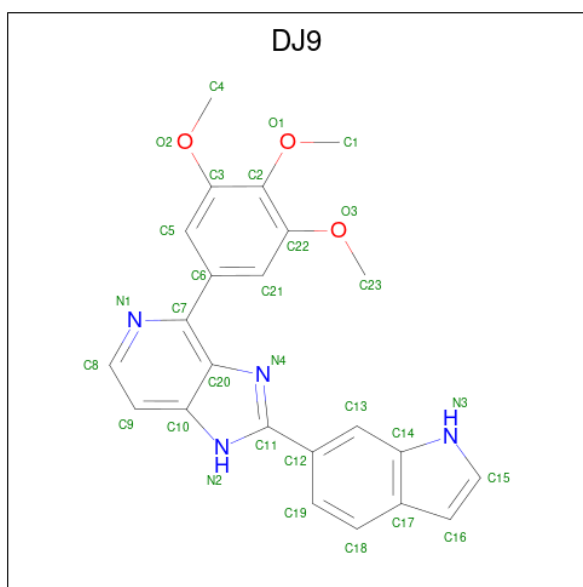 DJ9
C4
O2 O O1 O C1
C3 C2 O3
O
C5 C22
C6 C21 C23
N1 C7
N N4
C8 C20 N C13 N3
H
N
C9 C10 C11 C12 C14 C15
N
H
N2 C19 C17 C16
C18